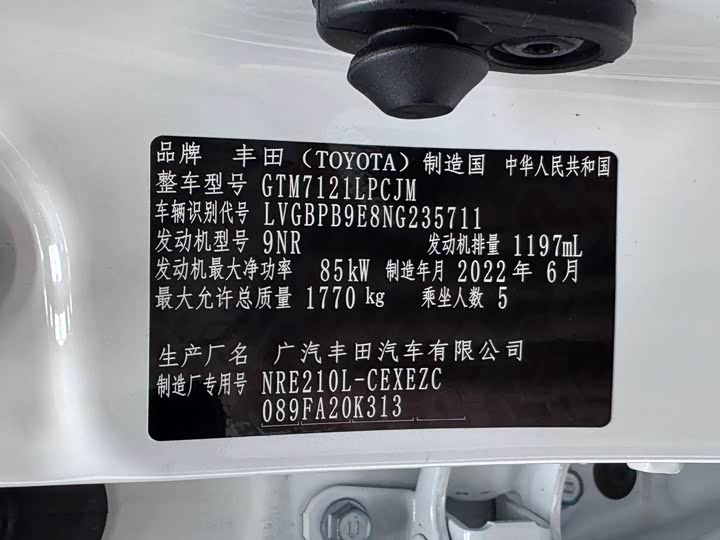 品牌 丰田（TOYOTA）制造国 中华人民共和国
整车型号 GTM7121LPCJM
车辆识别代号 LVGBPB9E8NG235711
发动机型号 9NR 发动机排量 1197mL
发动机最大净功率 85kW 制造年月 2022年 6月
最大允许总质量 1770 kg 乘坐人数 5
生产厂名 广汽丰田汽车有限公司
制造厂专用号 NRE210L-CEXEZC
089FA20K313